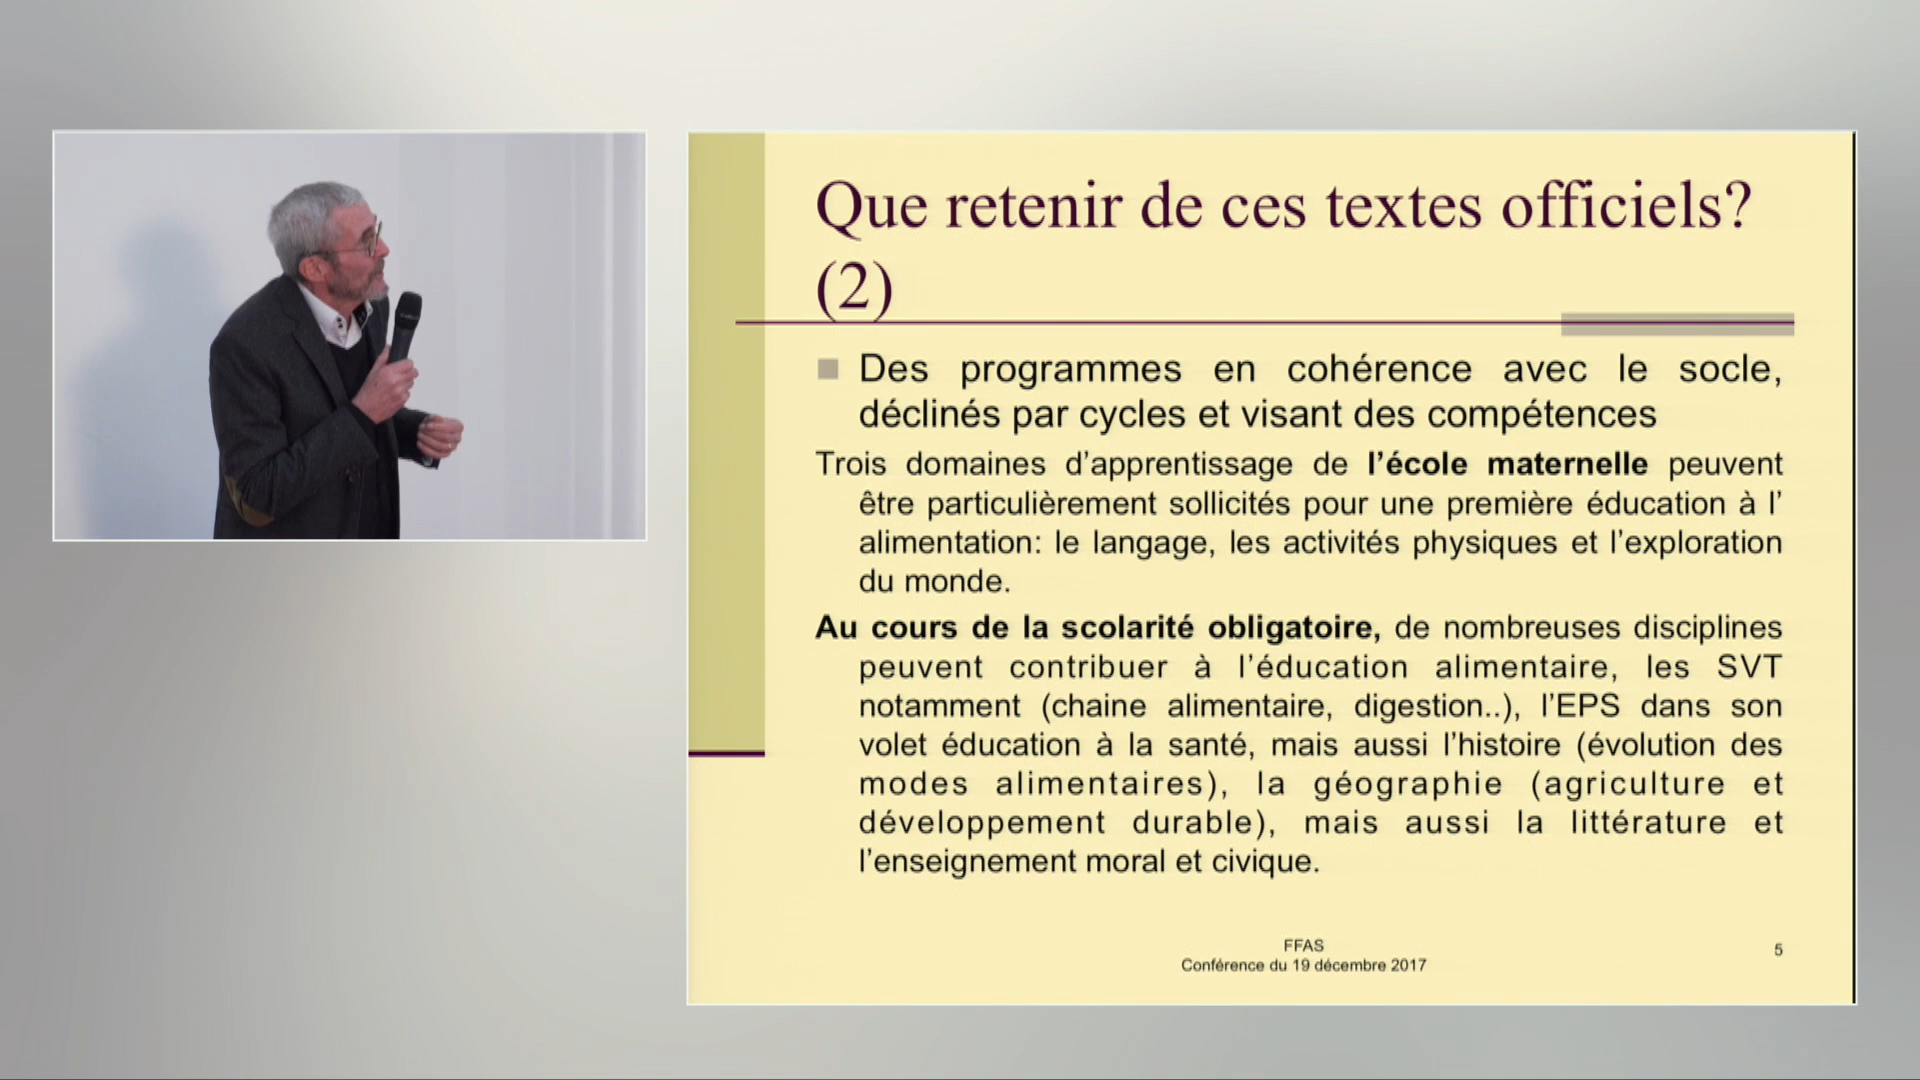 Que retenir de ces textes officiels?
(2)
Des programmes en cohérence avec le socle,
déclinés par cycles et visant des compétences
Trois domaines d’apprentissage de l’école maternelle peuvent
être particulièrement sollicités pour une première éducation à l’
alimentation: le langage, les activités physiques et l’exploration
du monde.
Au cours de la scolarité obligatoire, de nombreuses disciplines
peuvent contribuer à l’éducation alimentaire, les SVT
notamment (chaine alimentaire, digestion..), l’EPS dans son
volet éducation à la santé, mais aussi l’histoire (évolution des
modes alimentaires), la géographie (agriculture et
développement durable), mais aussi la littérature et
l’enseignement moral et civique.
FFAS
Conférence du 19 décembre 2017
5